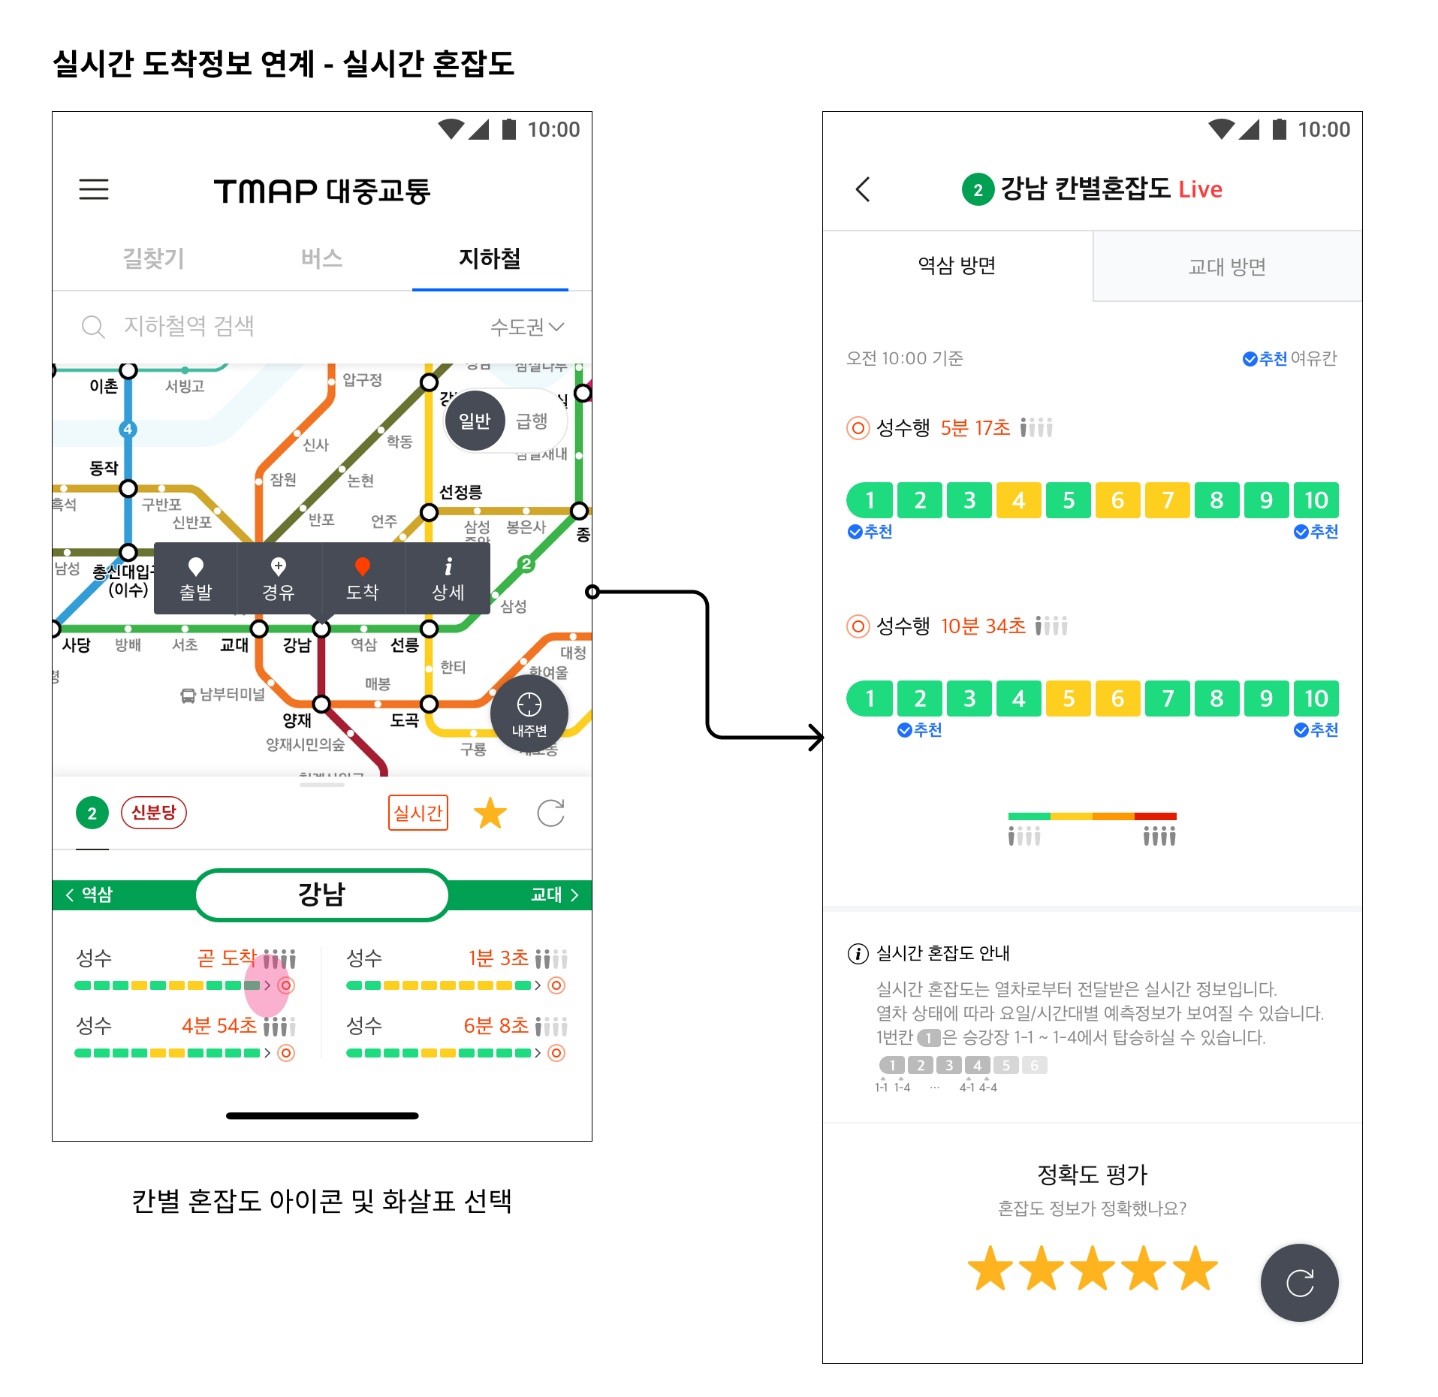 실시간 도착정보 연계 - 실시간 혼잡도
10:00
TMAP 대중교통
길찾기
버스
지하철
지하철역 검색
수도권
이촌
서빙고
압구정
4
신사
학동
일반
급행
동작
잠원
논현
선정릉
흑석
구반포
신반포
반포
언주
삼성
봉은사
종
남성
총신대입구
(이수)
출발
경유
도착
상세
2
삼성
사당
방배
서초
교대
강남
역삼
선릉
한티
대청
남부터미널
매봉
양재
도곡
내주변
양재시민의숲
구룡
2
신분당
실시간
역삼
강남
교대
성수
곧 도착
성수
1분 3초
성수
4분 54초
성수
6분 8초
칸별 혼잡도 아이콘 및 화살표 선택
10:00
2 강남 칸별혼잡도 Live
역삼 방면
교대 방면
오전 10:00 기준
추천 여유칸
성수행 5분 17초
1 2 3 4 5 6 7 8 9 10
추천
추천
성수행 10분 34초
1 2 3 4 5 6 7 8 9 10
추천
추천
i 실시간 혼잡도 안내
실시간 혼잡도는 열차로부터 전달받은 실시간 정보입니다.
열차 상태에 따라 요일/시간대별 예측정보가 보여질 수 있습니다.
1번칸 1 은 승강장 1-1 ~ 1-4에서 탑승하실 수 있습니다.
1 2 3 4 5 6
1-1 1-4 ... 4-1 4-4
정확도 평가
혼잡도 정보가 정확했나요?